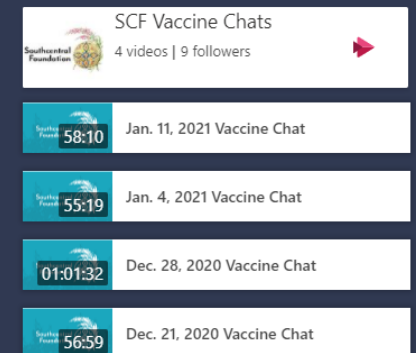 SCF Vaccine Chats
Southcentral
Foundation
4 videos | 9 followers
58:10
Jan. 11, 2021 Vaccine Chat
55:19
Jan. 4, 2021 Vaccine Chat
01:01:32
Dec. 28, 2020 Vaccine Chat
56:59
Dec. 21, 2020 Vaccine Chat